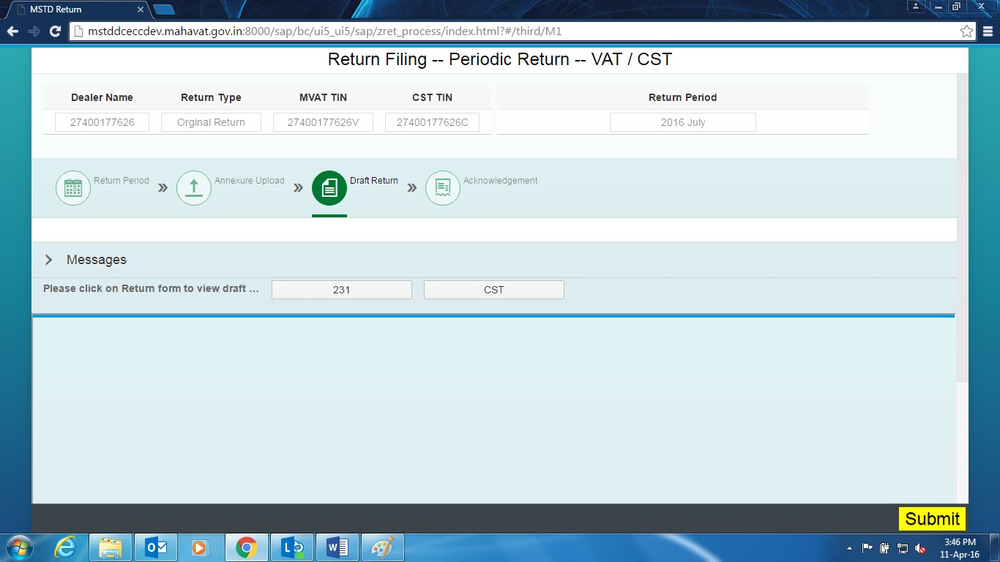 MSTD Return
mstddceccdev.mahavat.gov.in:8000/sap/bc/ui5_ui5/sap/zret_process/index.html?#/third/M1
Return Filing -- Periodic Return -- VAT / CST
Dealer Name Return Type MVAT TIN CST TIN Return Period
27400177626 Orginal Return 27400177626V 27400177626C 2016 July
Return Period » Annexure Upload » Draft Return » Acknowledgement
Messages
Please click on Return form to view draft ... 231 CST
Submit
3:46 PM
11-Apr-16